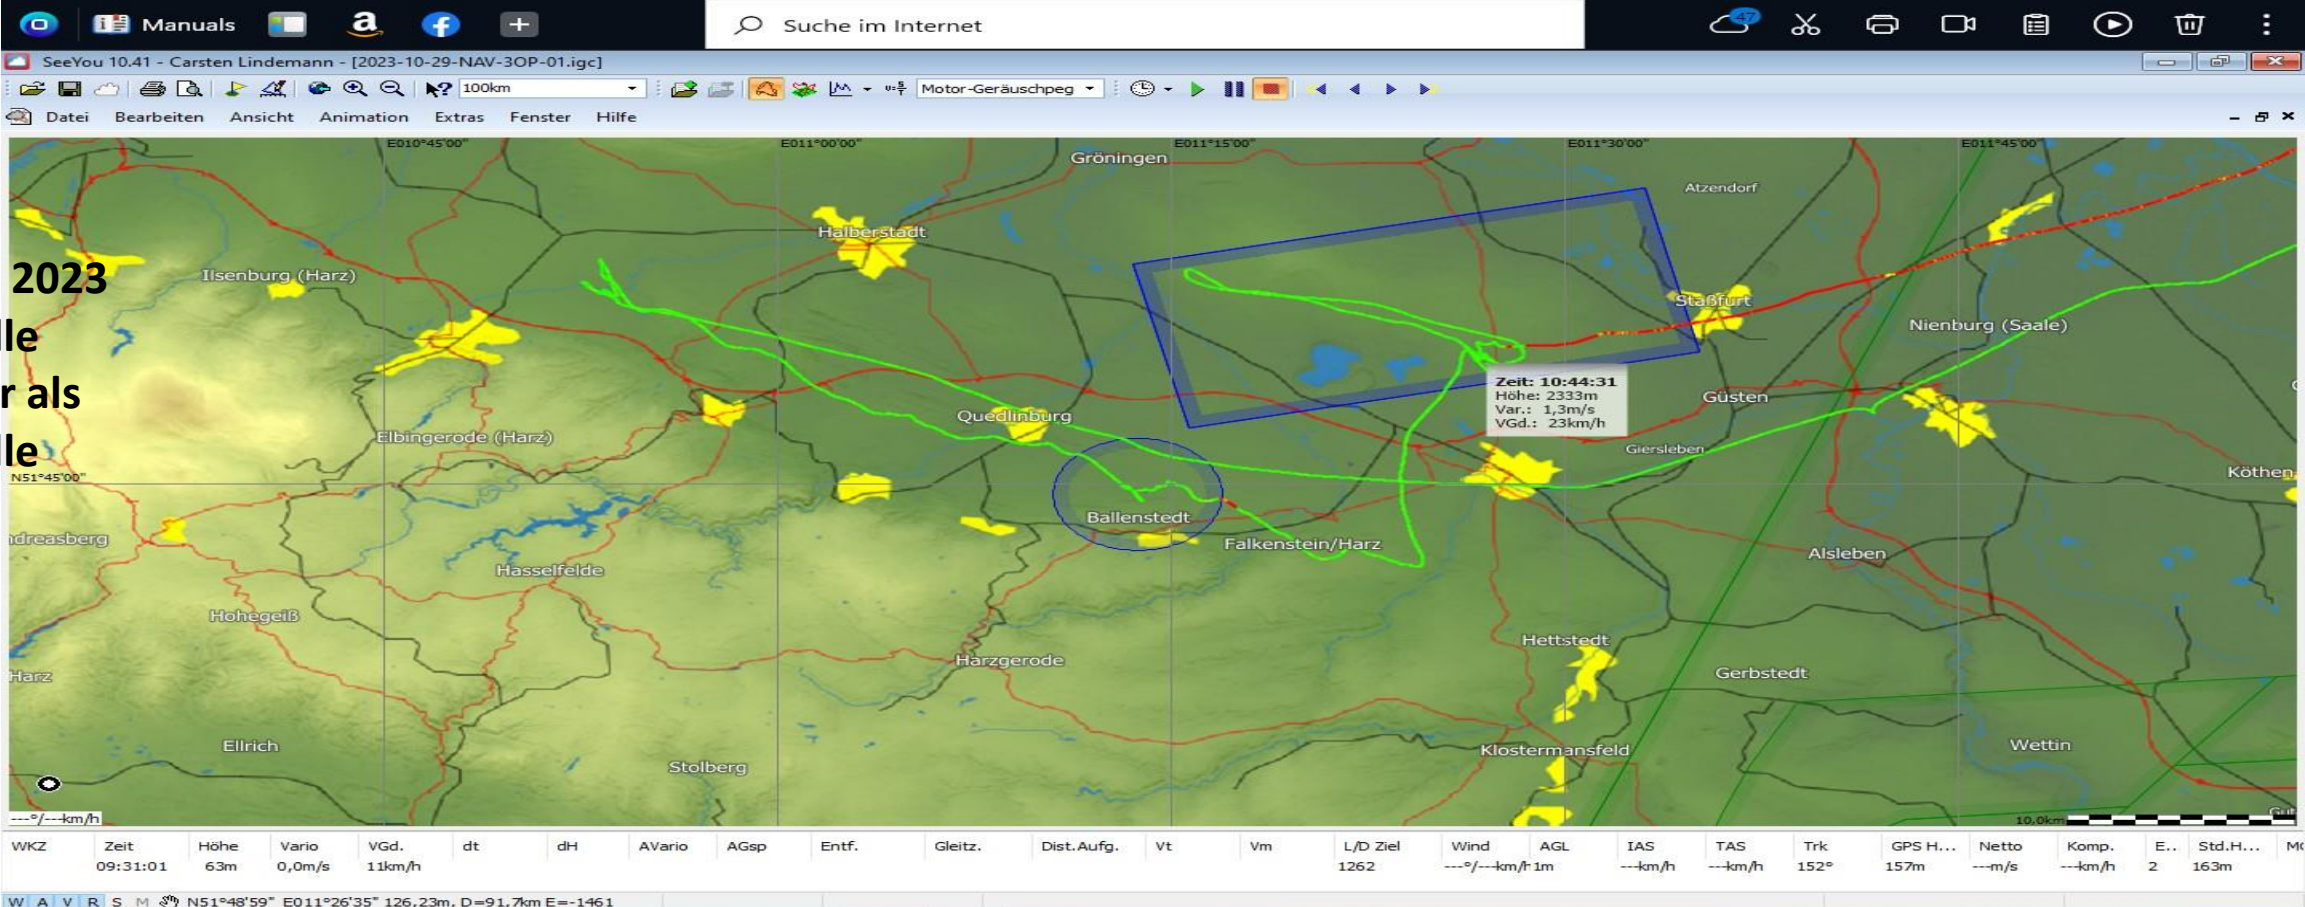 Manuals
Suche im Internet
47
SeeYou 10.41 - Carsten Lindemann - [2023-10-29-NAV-3OP-01.igc]
100km
Motor-Geräuschpeg
Datei Bearbeiten Ansicht Animation Extras Fenster Hilfe
E010°45'00" E011°00'00" E011°15'00" E011°30'00" E011°45'00"
Gröningen
Atzendorf
Halberstadt
2023
Ilsenburg (Harz)
Staßfurt
Nienburg (Saale)
lle
Zeit: 10:44:31
Höhe: 2333m
Var.: 1,3m/s
VGd.: 23km/h
r als
Güsten
Quedlinburg
Elbingerode (Harz)
Giersleben
lle
N51°45'00"
Köthen
Ballenstedt
dreasberg
Falkenstein/Harz
Alsleben
Hasselfelde
Hohegeiß
Hettstedt
Harzgerode
Harz
Gerbstedt
Ellrich
Klostermansfeld
Wettin
Stolberg
---°/---km/h
10,0km
WKZ Zeit Höhe Vario VGd. dt dH AVario AGsp Entf. Gleitz. Dist.Aufg. Vt Vm L/D Ziel Wind AGL IAS TAS Trk GPS H... Netto Komp. E.. Std.H...
09:31:01 63m 0,0m/s 11km/h 1262 ---°/---km/h 1m ---km/h ---km/h 152° 157m ---m/s ---km/h 2 163m
W A V R S M N51°48'59" E011°26'35" 126,23m, D=91,7km E=-1461